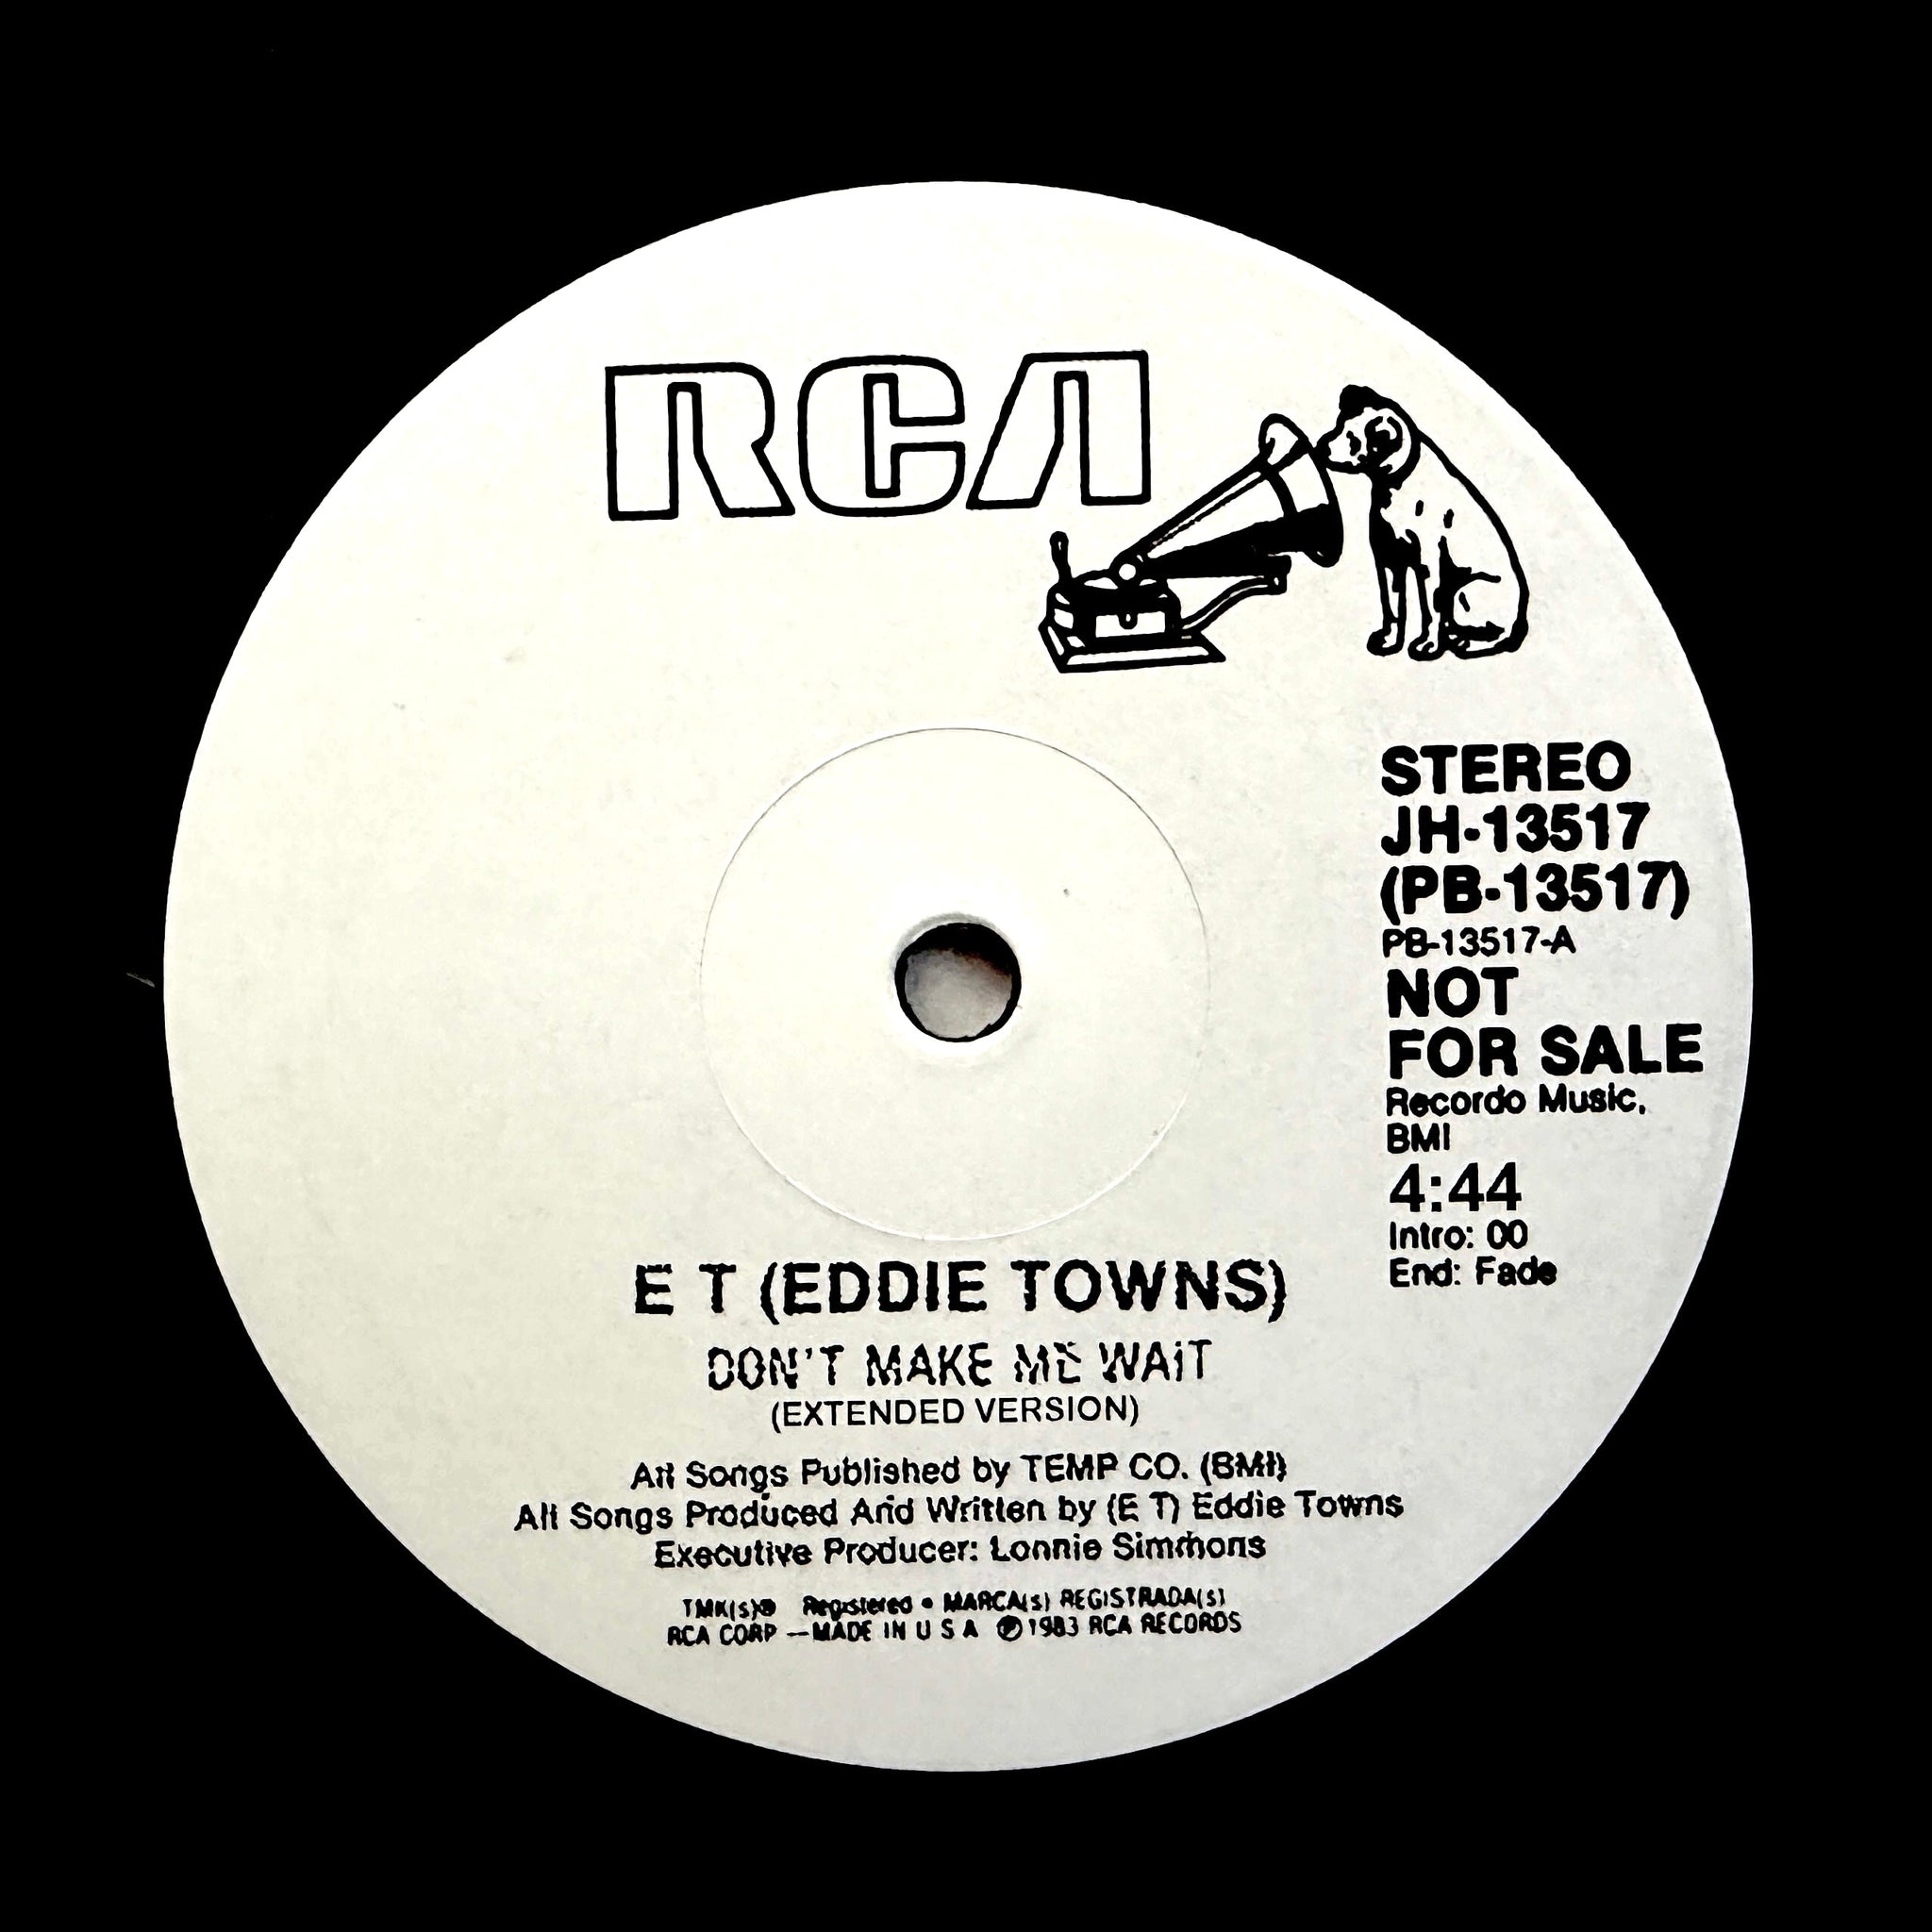 RCA
STEREO
JH-13517
(PB-13517)
PB-13517-A
NOT
FOR SALE
Recordo Music,
BMI
4:44
Intro: 00
End: Fade
E T (EDDIE TOWNS)
DON'T MAKE ME WAIT
(EXTENDED VERSION)
All Songs Published by TEMP CO. (BMI)
All Songs Produced And Written by (E T) Eddie Towns
Executive Producer: Lonnie Simmons
TMK(S)® Registered • MARCA(s) REGISTRADA(S)
RCA CORP —MADE IN U S A ℗ 1983 RCA RECORDS